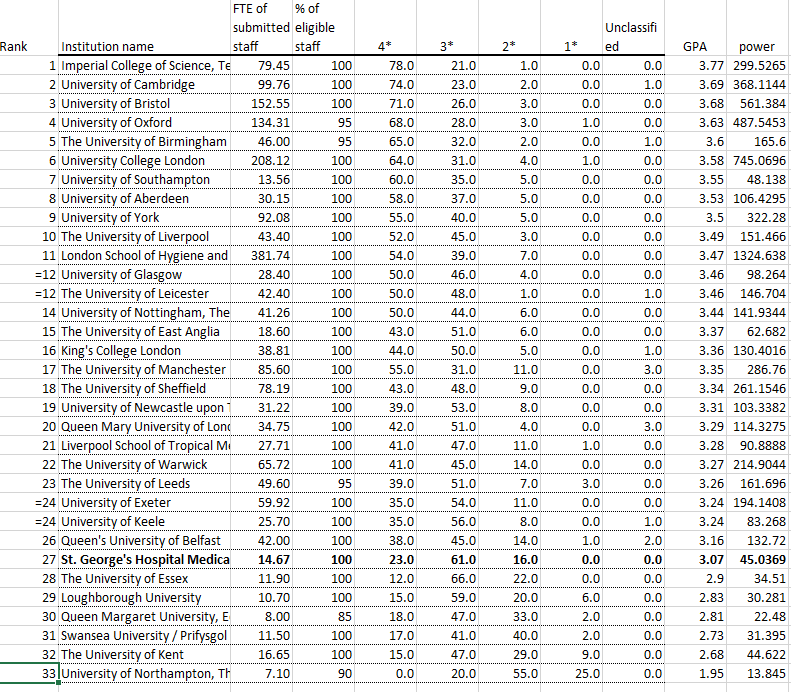 FTE of % of
submitted eligible Unclassifi
Rank Institution name staff staff 4* 3* 2* 1* ed GPA power
1 Imperial College of Science, Te 79.45 100 78.0 21.0 1.0 0.0 0.0 3.77 299.5265
2 University of Cambridge 99.76 100 74.0 23.0 2.0 0.0 1.0 3.69 368.1144
3 University of Bristol 152.55 100 71.0 26.0 3.0 0.0 0.0 3.68 561.384
4 University of Oxford 134.31 95 68.0 28.0 3.0 1.0 0.0 3.63 487.5453
5 The University of Birmingham 46.00 95 65.0 32.0 2.0 0.0 1.0 3.6 165.6
6 University College London 208.12 100 64.0 31.0 4.0 1.0 0.0 3.58 745.0696
7 University of Southampton 13.56 100 60.0 35.0 5.0 0.0 0.0 3.55 48.138
8 University of Aberdeen 30.15 100 58.0 37.0 5.0 0.0 0.0 3.53 106.4295
9 University of York 92.08 100 55.0 40.0 5.0 0.0 0.0 3.5 322.28
10 The University of Liverpool 43.40 100 52.0 45.0 3.0 0.0 0.0 3.49 151.466
11 London School of Hygiene and 381.74 100 54.0 39.0 7.0 0.0 0.0 3.47 1324.638
=12 University of Glasgow 28.40 100 50.0 46.0 4.0 0.0 0.0 3.46 98.264
=12 The University of Leicester 42.40 100 50.0 48.0 1.0 0.0 1.0 3.46 146.704
14 University of Nottingham, The 41.26 100 50.0 44.0 6.0 0.0 0.0 3.44 141.9344
15 The University of East Anglia 18.60 100 43.0 51.0 6.0 0.0 0.0 3.37 62.682
16 King's College London 38.81 100 44.0 50.0 5.0 0.0 1.0 3.36 130.4016
17 The University of Manchester 85.60 100 55.0 31.0 11.0 0.0 3.0 3.35 286.76
18 The University of Sheffield 78.19 100 43.0 48.0 9.0 0.0 0.0 3.34 261.1546
19 University of Newcastle upon T 31.22 100 39.0 53.0 8.0 0.0 0.0 3.31 103.3382
20 Queen Mary University of Lond 34.75 100 42.0 51.0 4.0 0.0 3.0 3.29 114.3275
21 Liverpool School of Tropical Me 27.71 100 41.0 47.0 11.0 1.0 0.0 3.28 90.8888
22 The University of Warwick 65.72 100 41.0 45.0 14.0 0.0 0.0 3.27 214.9044
23 The University of Leeds 49.60 95 39.0 51.0 7.0 3.0 0.0 3.26 161.696
=24 University of Exeter 59.92 100 35.0 54.0 11.0 0.0 0.0 3.24 194.1408
=24 University of Keele 25.70 100 35.0 56.0 8.0 0.0 1.0 3.24 83.268
26 Queen's University of Belfast 42.00 100 38.0 45.0 14.0 1.0 2.0 3.16 132.72
27 St. George's Hospital Medica 14.67 100 23.0 61.0 16.0 0.0 0.0 3.07 45.0369
28 The University of Essex 11.90 100 12.0 66.0 22.0 0.0 0.0 2.9 34.51
29 Loughborough University 10.70 100 15.0 59.0 20.0 6.0 0.0 2.83 30.281
30 Queen Margaret University, E 8.00 85 18.0 47.0 33.0 2.0 0.0 2.81 22.48
31 Swansea University / Prifysgol 11.50 100 17.0 41.0 40.0 2.0 0.0 2.73 31.395
32 The University of Kent 16.65 100 15.0 47.0 29.0 9.0 0.0 2.68 44.622
33 University of Northampton, Th 7.10 90 0.0 20.0 55.0 25.0 0.0 1.95 13.845